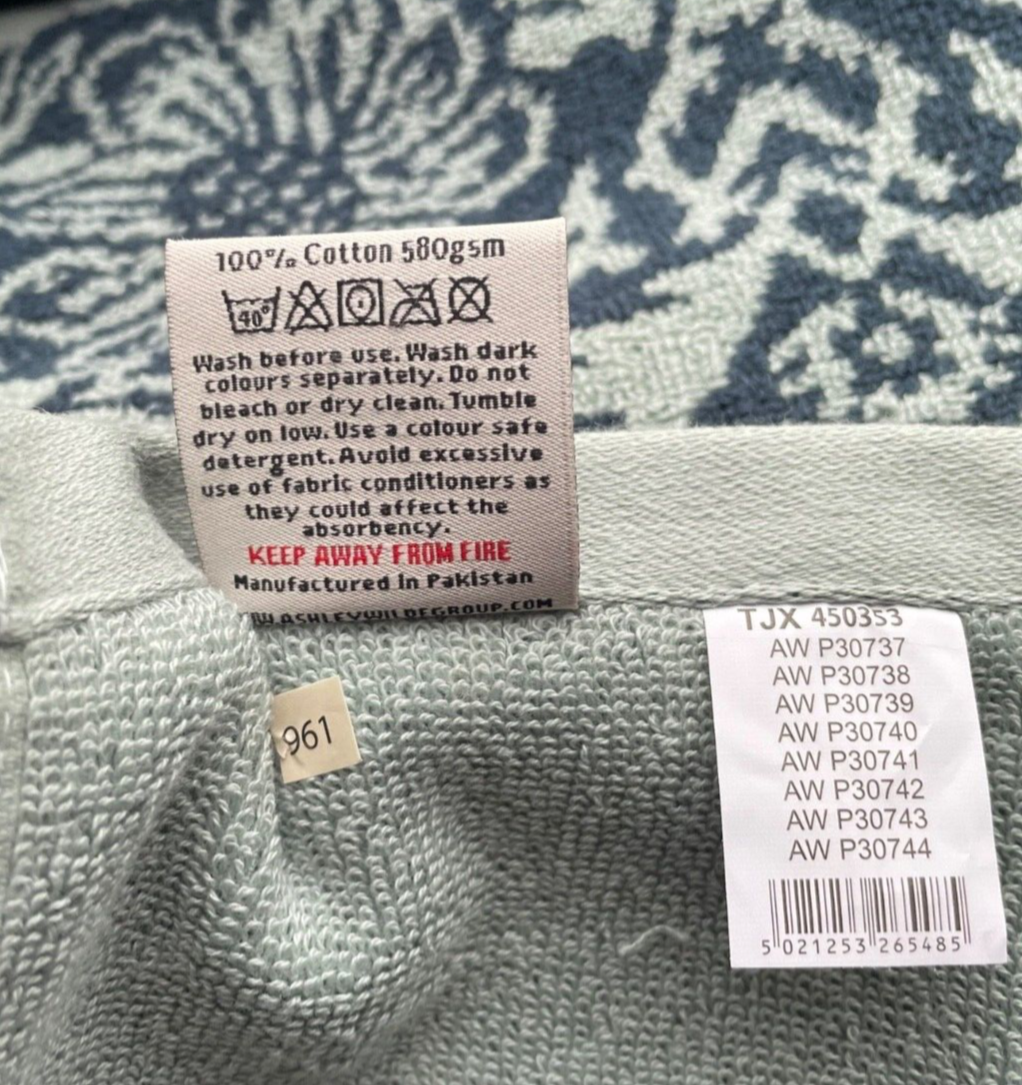 100% Cotton 580gsm
40°
Wash before use. Wash dark
colours separately. Do not
bleach or dry clean. Tumble
dry on low. Use a colour safe
detergent. Avoid excessive
use of fabric conditioners as
they could affect the
absorbency.
KEEP AWAY FROM FIRE
Manufactured in Pakistan
W.ASHLEYWILDEGROUP.COM
961
TJX 450353
AW P30737
AW P30738
AW P30739
AW P30740
AW P30741
AW P30742
AW P30743
AW P30744
5 021253 265485